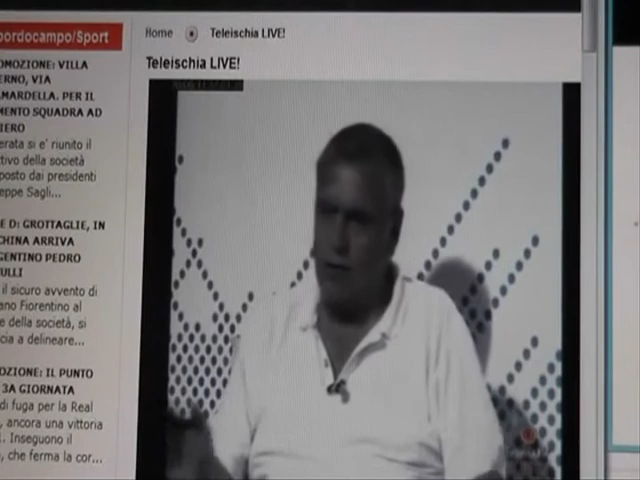 bordocampo/Sport
OMOZIONE: VILLA
ERNO, VIA
MARDELLA. PER IL
MENTO SQUADRA AD
IERO
erata si e' riunito il
tivo della società
posto dai presidenti
eppe Sagli...
E D: GROTTAGLIE, IN
CHINA ARRIVA
GENTINO PEDRO
ULLI
il sicuro avvento di
ano Fiorentino al
e della società, si
cia a delineare...
OZIONE: IL PUNTO
3A GIORNATA
di fuga per la Real
, ancora una vittoria
. Inseguono il
, che ferma la cor...
Home Teleischia LIVE!
Teleischia LIVE!